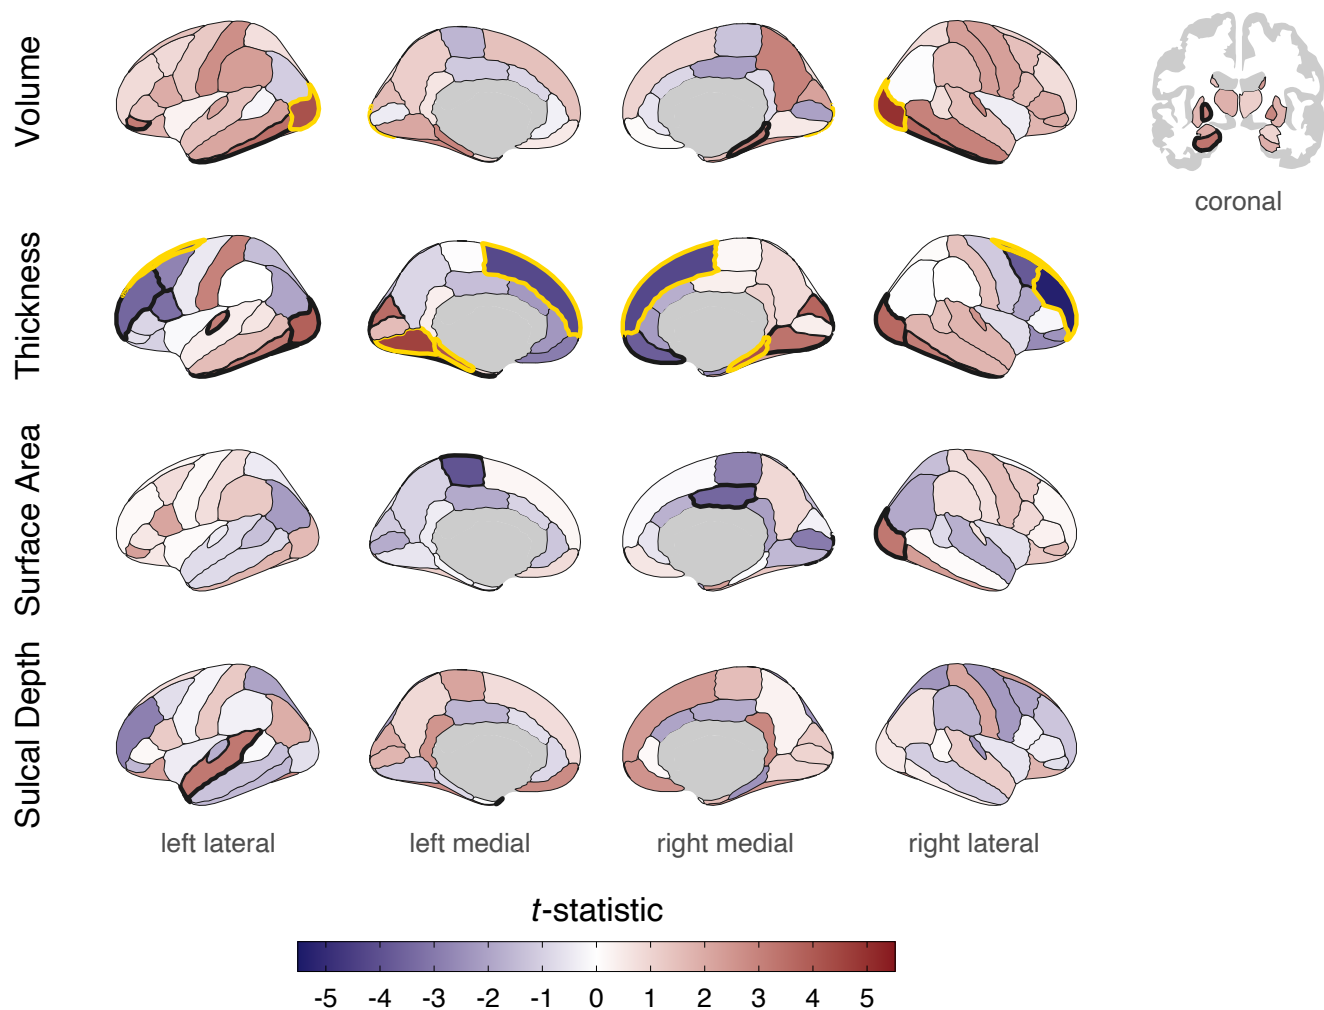 Volume
coronal
Thickness
Surface Area
Sulcal Depth
left lateral
left medial
right medial
right lateral
t-statistic
-5 -4 -3 -2 -1 0 1 2 3 4 5